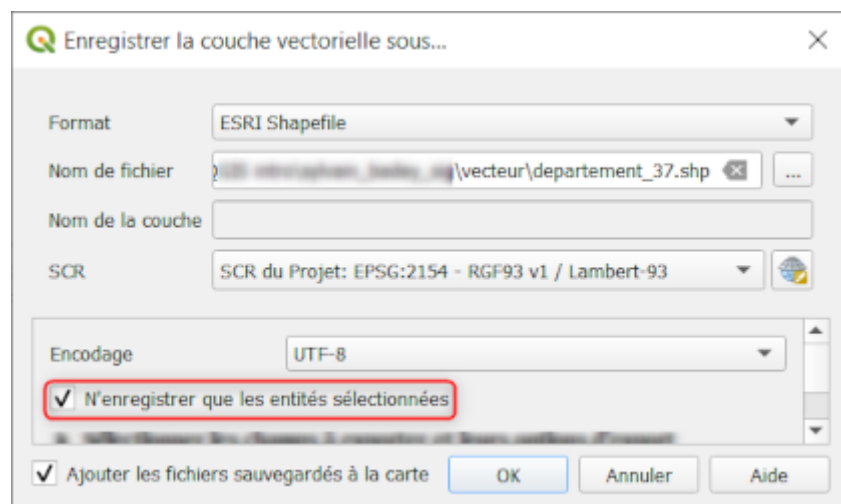 Enregistrer la couche vectorielle sous...
Format ESRI Shapefile
Nom de fichier \vecteur\departement_37.shp ...
Nom de la couche
SCR SCR du Projet: EPSG:2154 - RGF93 v1 / Lambert-93
Encodage UTF-8
N'enregistrer que les entités sélectionnées
Ajouter les fichiers sauvegardés à la carte OK Annuler Aide